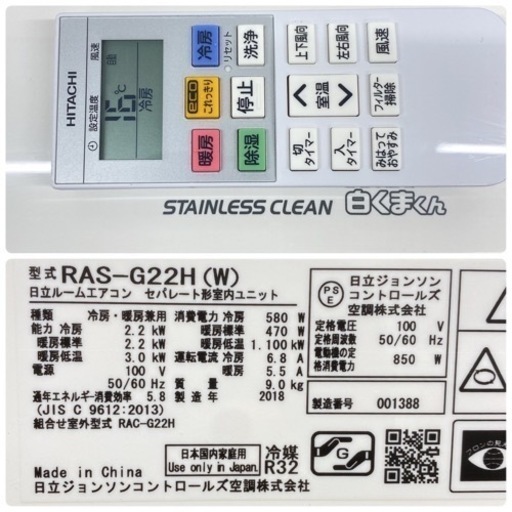 HITACHI
設定温度
風速
16℃
冷房
冷房
リセット
洗浄
上下風向
左右風向
風速
eco
これっきり
停止
室温
フィルター
掃除
暖房
除湿
切
タイマー
入
タイマー
みはって
おやすみ
STAINLESS CLEAN 白くまくん
型式 RAS-G22H(W)
日立ルームエアコン セパレート形室内ユニット
種類 冷房・暖房兼用
能力 冷房 2.2 kW
暖房標準 2.2 kW
暖房低温 3.0 kW
電源 100 V
50/60 Hz
通年エネルギー消費効率 5.8
(JIS C 9612:2013)
組合せ室外型式 RAC-G22H
消費電力 冷房 580 W
暖房標準 470 W
暖房低温 1.100 kW
運転電流 冷房 6.8 A
暖房 5.5 A
質量 9.0 kg
2018 年製
PS
E
日立ジョンソン
コントロールズ
空調株式会社
定格電圧 100 V
定格周波数 50/60 Hz
電動機の定
格消費電力 850 W
製造番号 001388
日本国内家庭用
Use only in Japan.
冷媒
R32
G
Made in China
日立ジョンソンコントロールズ空調株式会社